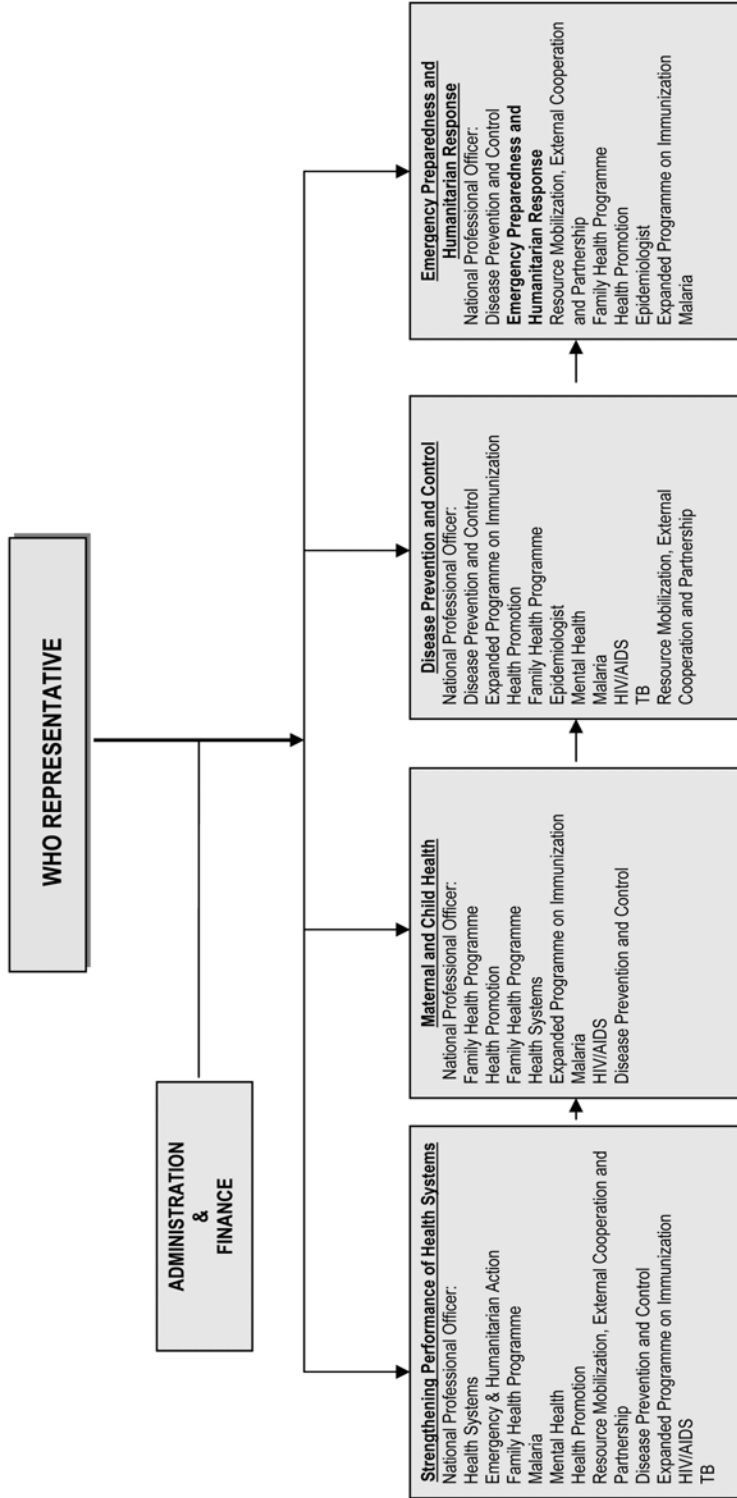 WHO REPRESENTATIVE
ADMINISTRATION
&
FINANCE
Strengthening Performance of Health Systems
National Professional Officer:
Health Systems
Emergency & Humanitarian Action
Family Health Programme
Malaria
Mental Health
Health Promotion
Resource Mobilization, External Cooperation and
Partnership
Disease Prevention and Control
Expanded Programme on Immunization
HIV/AIDS
TB
Maternal and Child Health
National Professional Officer:
Family Health Programme
Health Promotion
Family Health Programme
Health Systems
Expanded Programme on Immunization
Malaria
HIV/AIDS
Disease Prevention and Control
Disease Prevention and Control
National Professional Officer:
Disease Prevention and Control
Expanded Programme on Immunization
Health Promotion
Family Health Programme
Epidemiologist
Mental Health
Malaria
HIV/AIDS
TB
Resource Mobilization, External
Cooperation and Partnership
Emergency Preparedness and
Humanitarian Response
National Professional Officer:
Disease Prevention and Control
Emergency Preparedness and
Humanitarian Response
Resource Mobilization, External Cooperation
and Partnership
Family Health Programme
Health Promotion
Epidemiologist
Expanded Programme on Immunization
Malaria